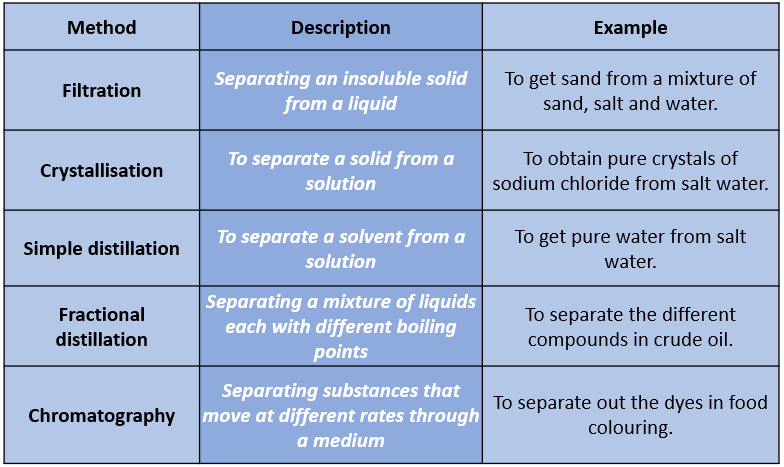 Method
Description
Example
Filtration
Separating an insoluble solid
from a liquid
To get sand from a mixture of
sand, salt and water.
Crystallisation
To separate a solid from a
solution
To obtain pure crystals of
sodium chloride from salt water.
Simple distillation
To separate a solvent from a
solution
To get pure water from salt
water.
Fractional
distillation
Separating a mixture of liquids
each with different boiling
points
To separate the different
compounds in crude oil.
Chromatography
Separating substances that
move at different rates through
a medium
To separate out the dyes in food
colouring.